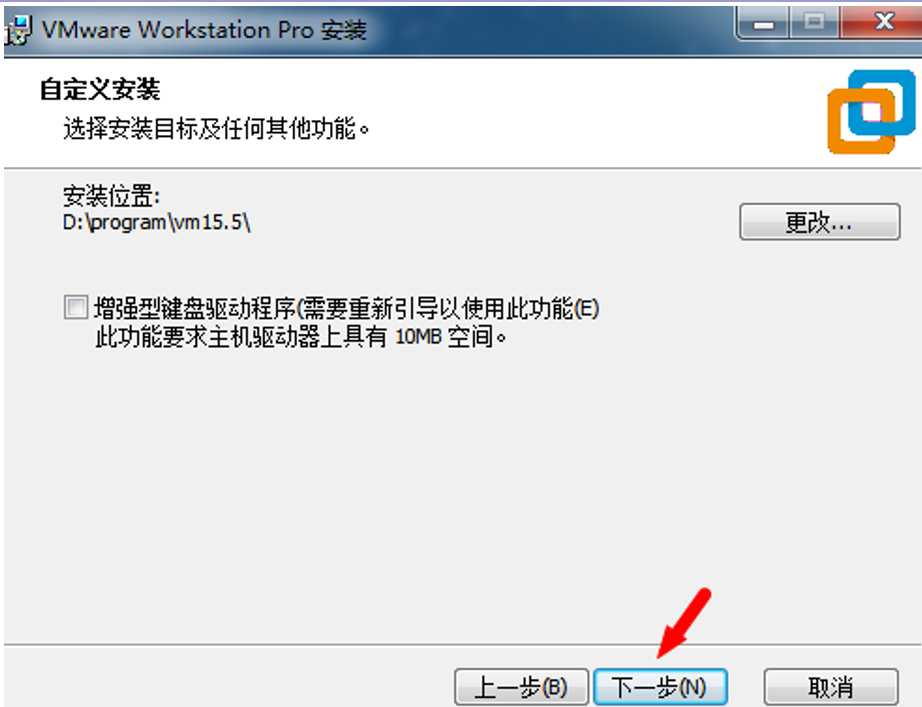 VMware Workstation Pro 安装
自定义安装
选择安装目标及任何其他功能。
安装位置:
D:\program\vm15.5\
更改...
增强型键盘驱动程序(需要重新引导以使用此功能(E)
此功能要求主机驱动器上具有 10MB 空间。
上一步(B)
下一步(N)
取消